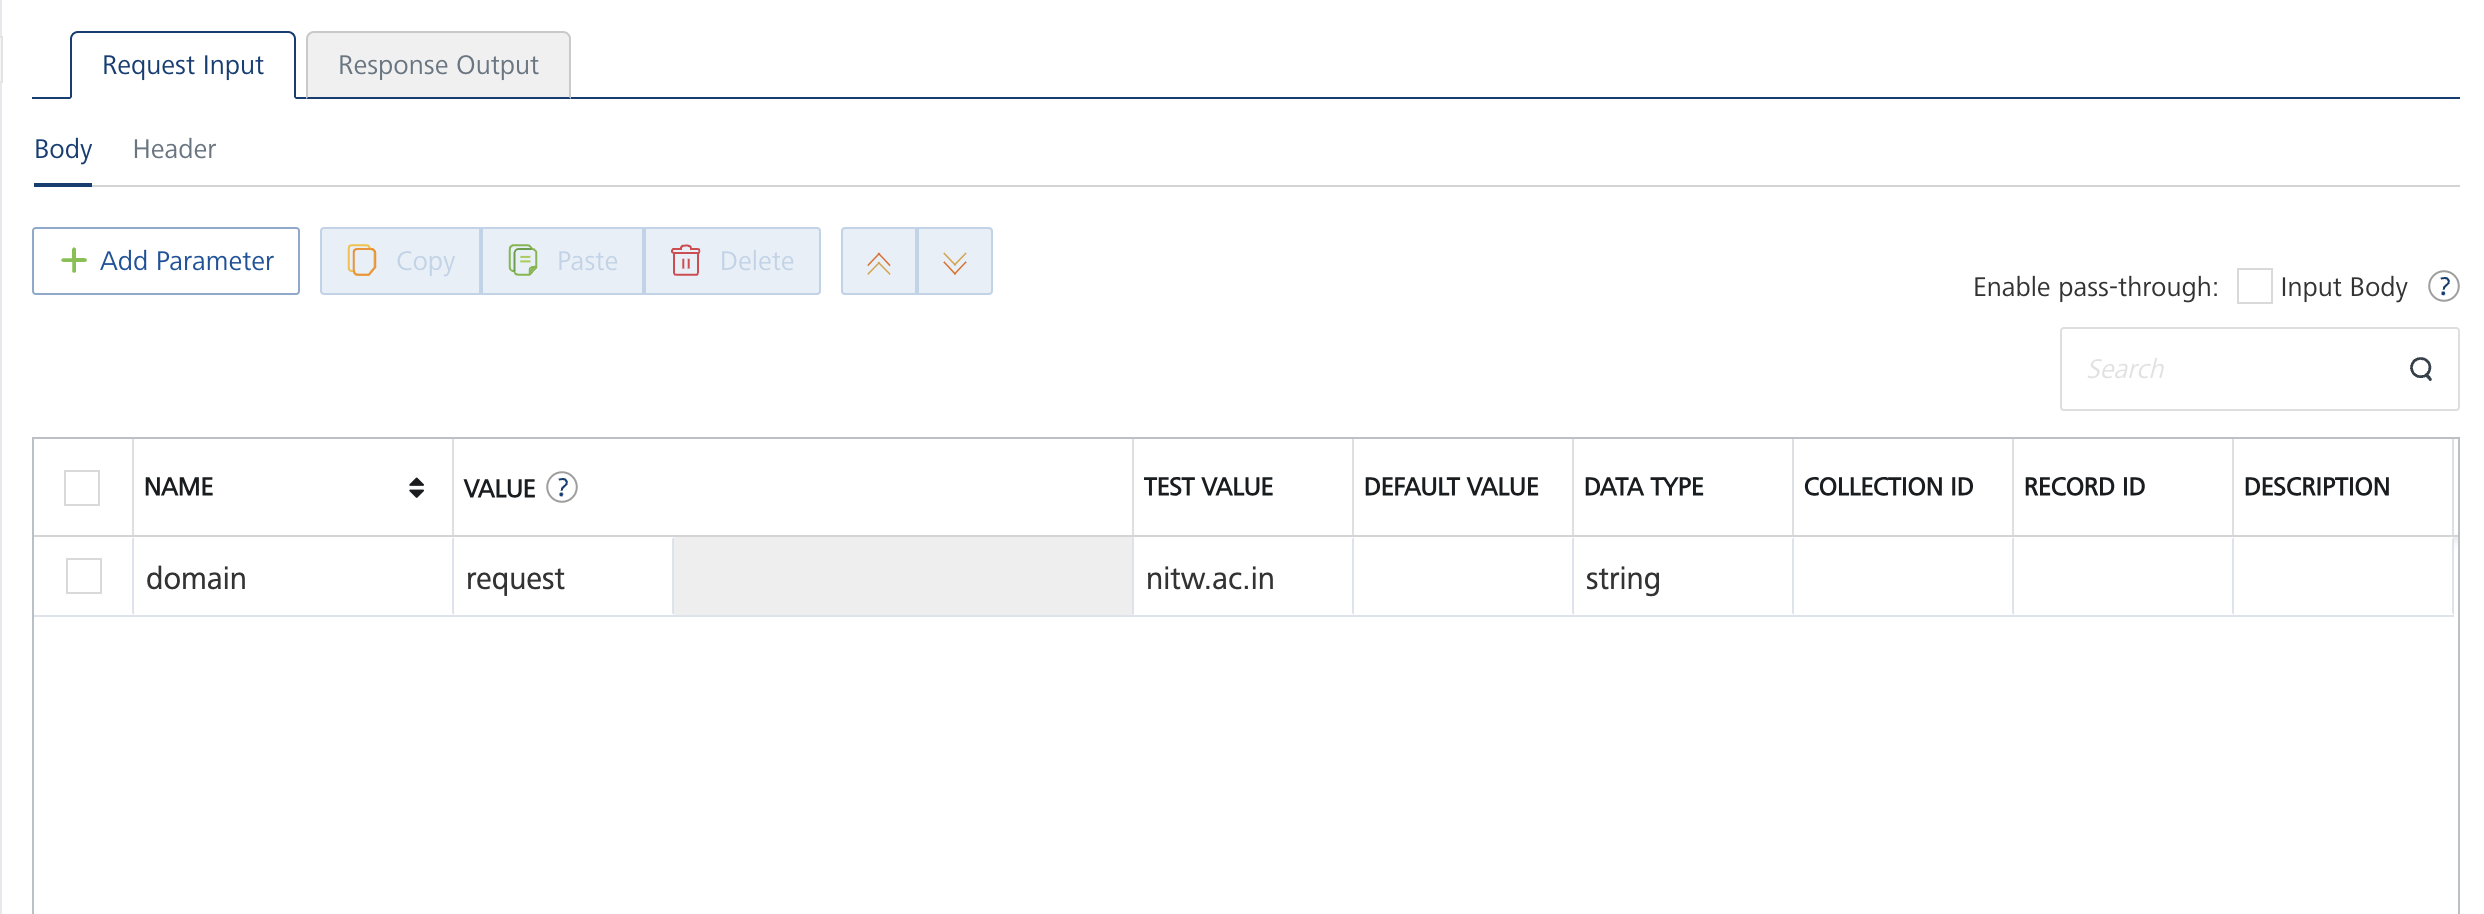 Request Input Response Output
Body Header
Add Parameter Copy Paste Delete
Enable pass-through: Input Body ?
Search
NAME VALUE ? TEST VALUE DEFAULT VALUE DATA TYPE COLLECTION ID RECORD ID DESCRIPTION
domain request nitw.ac.in string